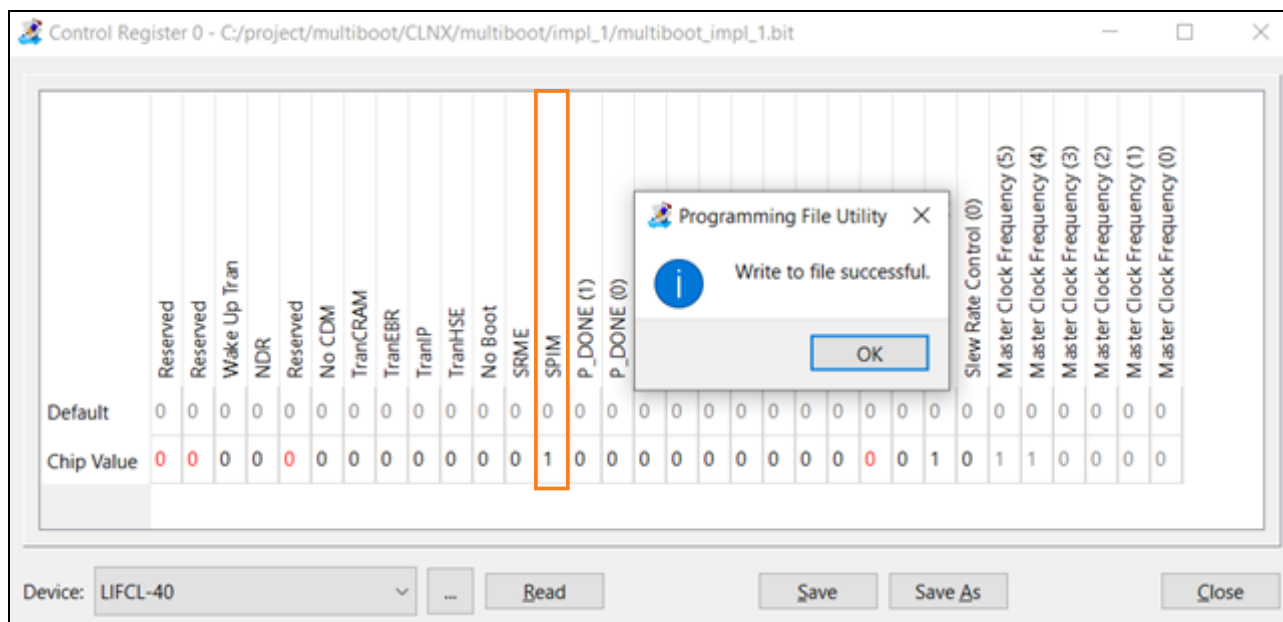 Control Register 0 - C:/project/multiboot/CLNX/multiboot/impl_1/multiboot_impl_1.bit
Reserved
Reserved
Wake Up Tran
NDR
Reserved
No CDM
TranCRAM
TranEBR
TranIP
TranHSE
No Boot
SRME
SPIM
P_DONE (1)
P_DONE (0)
Slew Rate Control (0)
Master Clock Frequency (5)
Master Clock Frequency (4)
Master Clock Frequency (3)
Master Clock Frequency (2)
Master Clock Frequency (1)
Master Clock Frequency (0)
Programming File Utility
Write to file successful.
OK
Default 0 0 0 0 0 0 0 0 0 0 0 0 0 0 0 0 0 0 0 0 0 0 0 0 0 0 0 0 0 0 0 0
Chip Value 0 0 0 0 0 0 0 0 0 0 0 0 1 0 0 0 0 0 0 0 0 0 0 0 1 0 1 1 0 0 0 0
Device: LIFCL-40 ... Read Save Save As Close